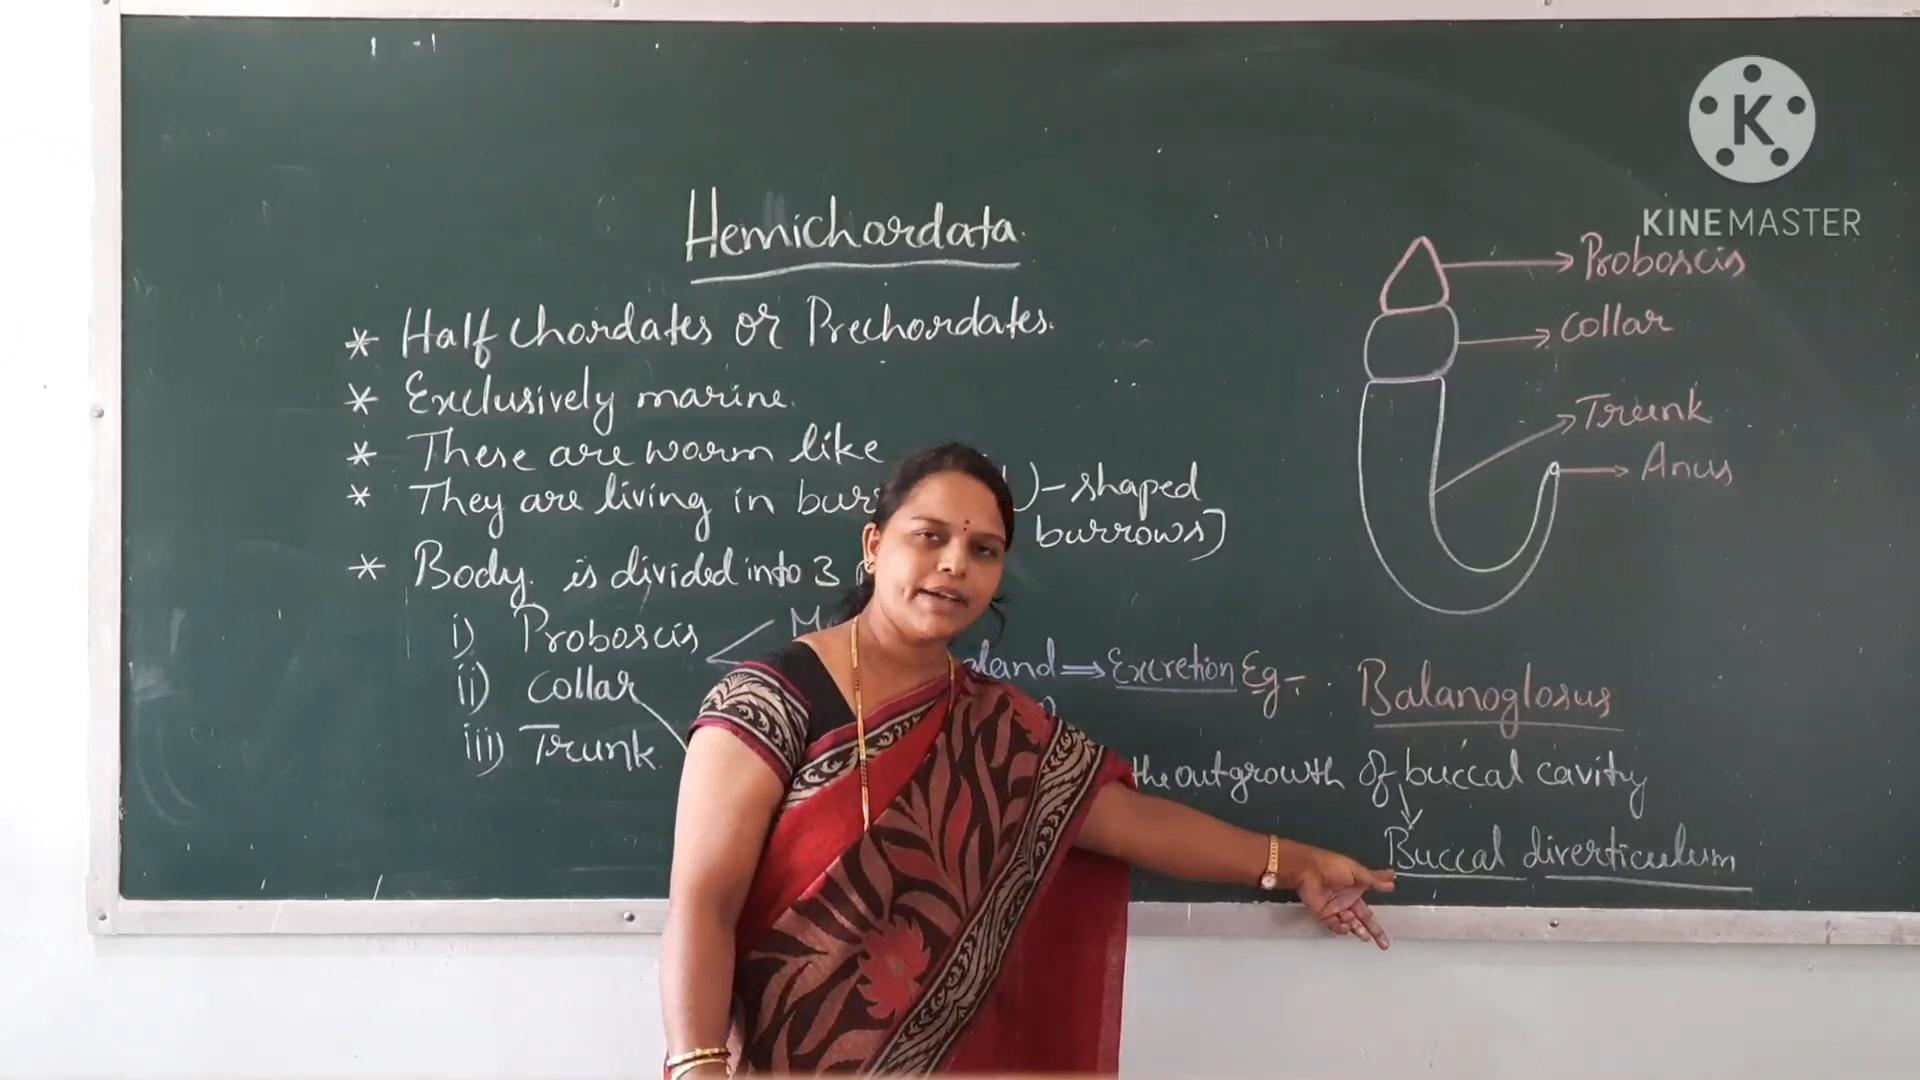 Hemichordata
* Half chordates or Prechordates.
* Exclusively marine.
* These are worm like
* They are living in )-shaped burrows]
* Body is divided into 3
i) Proboscis
ii) collar
iii) Trunk
⇒ Excretion
Eg - Balanoglosus
the outgrowth of buccal cavity
Buccal diverticulum
KINEMASTER
Proboscis
collar
Trunk
Anus